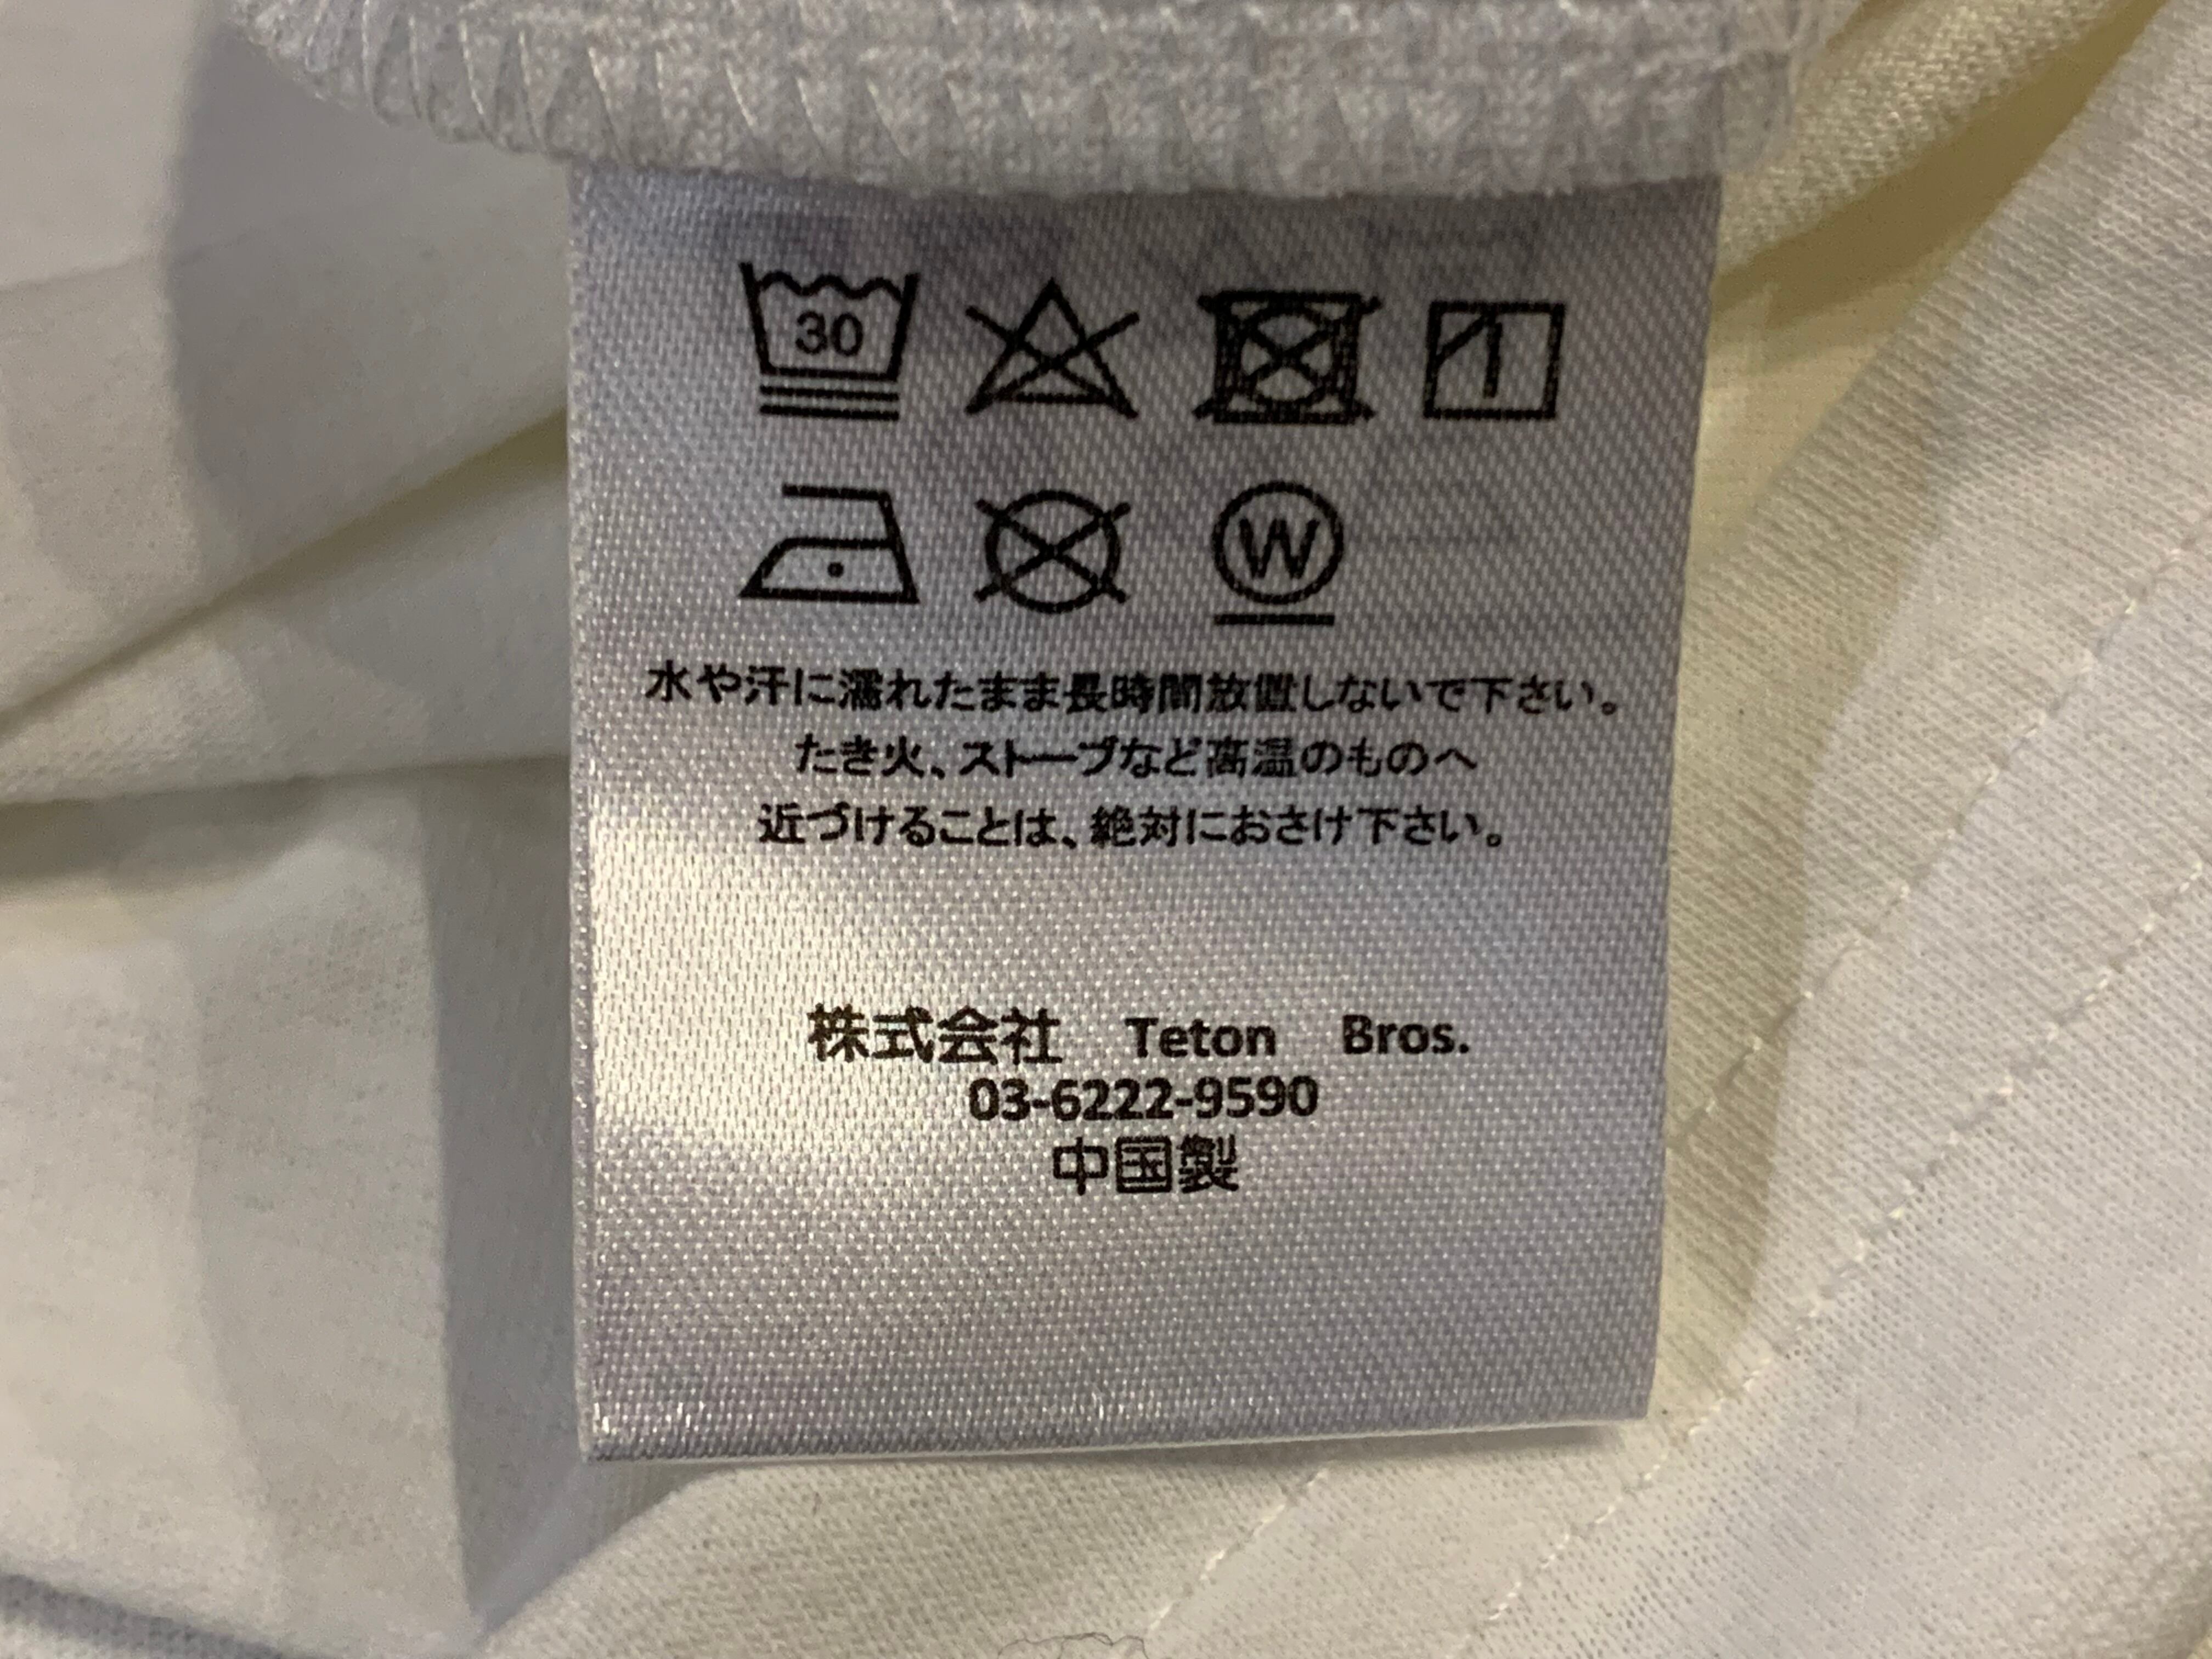 30
W
水や汗に濡れたまま長時間放置しないで下さい。
たき火、ストーブなど高温のものへ
近づけることは、絶対におさけ下さい。
株式会社 Teton Bros.
03-6222-9590
中国製